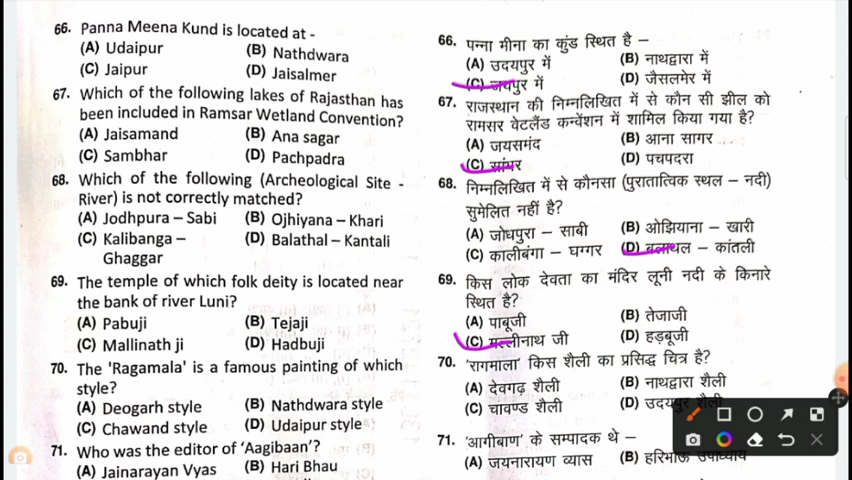 66. Panna Meena Kund is located at -
(A) Udaipur (B) Nathdwara
(C) Jaipur (D) Jaisalmer
67. Which of the following lakes of Rajasthan has
been included in Ramsar Wetland Convention?
(A) Jaisamand (B) Ana sagar
(C) Sambhar (D) Pachpadra
68. Which of the following (Archeological Site -
River) is not correctly matched?
(A) Jodhpura – Sabi (B) Ojhiyana – Khari
(C) Kalibanga – (D) Balathal – Kantali
Ghaggar
69. The temple of which folk deity is located near
the bank of river Luni?
(A) Pabuji (B) Tejaji
(C) Mallinath ji (D) Hadbuji
70. The 'Ragamala' is a famous painting of which
style?
(A) Deogarh style (B) Nathdwara style
(C) Chawand style (D) Udaipur style
71. Who was the editor of ‘Aagibaan’?
(A) Jainarayan Vyas (B) Hari Bhau
66. पन्ना मीना का कुंड स्थित है –
(A) उदयपुर में (B) नाथद्वारा में
(C) जयपुर में (D) जैसलमेर में
67. राजस्थान की निम्नलिखित में से कौन सी झील को
रामसर वेटलैंड कन्वेंशन में शामिल किया गया है?
(A) जयसमंद (B) आना सागर
(C) सांभर (D) पचपदरा
68. निम्नलिखित में से कौनसा (पुरातात्विक स्थल – नदी)
सुमेलित नहीं है?
(A) जोधपुरा – साबी (B) ओझियाना – खारी
(C) कालीबंगा – घग्गर (D) बलाथल – कांतली
69. किस लोक देवता का मंदिर लूनी नदी के किनारे
स्थित है?
(A) पाबूजी (B) तेजाजी
(C) मल्लीनाथ जी (D) हड़बूजी
70. ‘रागमाला’ किस शैली का प्रसिद्ध चित्र है?
(A) देवगढ़ शैली (B) नाथद्वारा शैली
(C) चावण्ड शैली (D) उदयपुर शैली
71. ‘आगीबाण’ के सम्पादक थे –
(A) जयनारायण व्यास (B) हरिभाऊ उपाध्याय